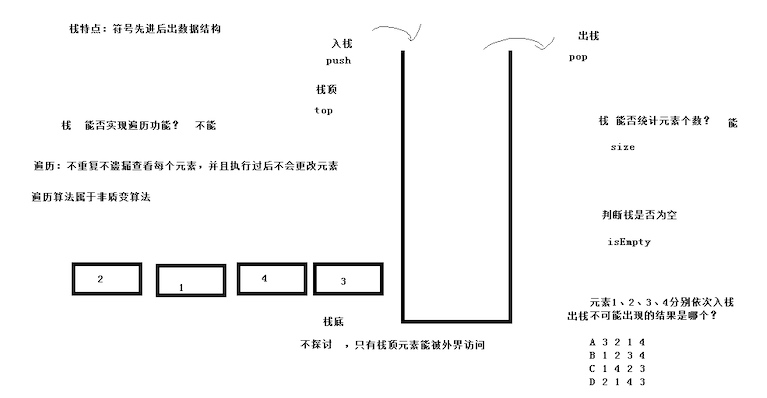 栈特点：符号先进后出数据结构
入栈
push
出栈
pop
栈顶
top
栈 能否实现遍历功能？ 不能
栈 能否统计元素个数？ 能
size
遍历：不重复不遗漏查看每个元素，并且执行过后不会更改元素
遍历算法属于非质变算法
判断栈是否为空
isEmpty
2
1
4
3
栈底
不探讨 ，只有栈顶元素能被外界访问
元素1、2、3、4分别依次入栈
出栈不可能出现的结果是哪个？
A 3 2 1 4
B 1 2 3 4
C 1 4 2 3
D 2 1 4 3